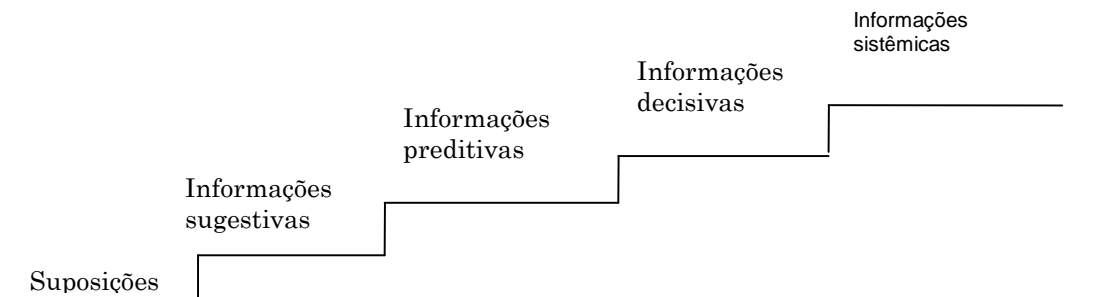 Informações
sistêmicas
Informações
decisivas
Informações
preditivas
Informações
sugestivas
Suposições